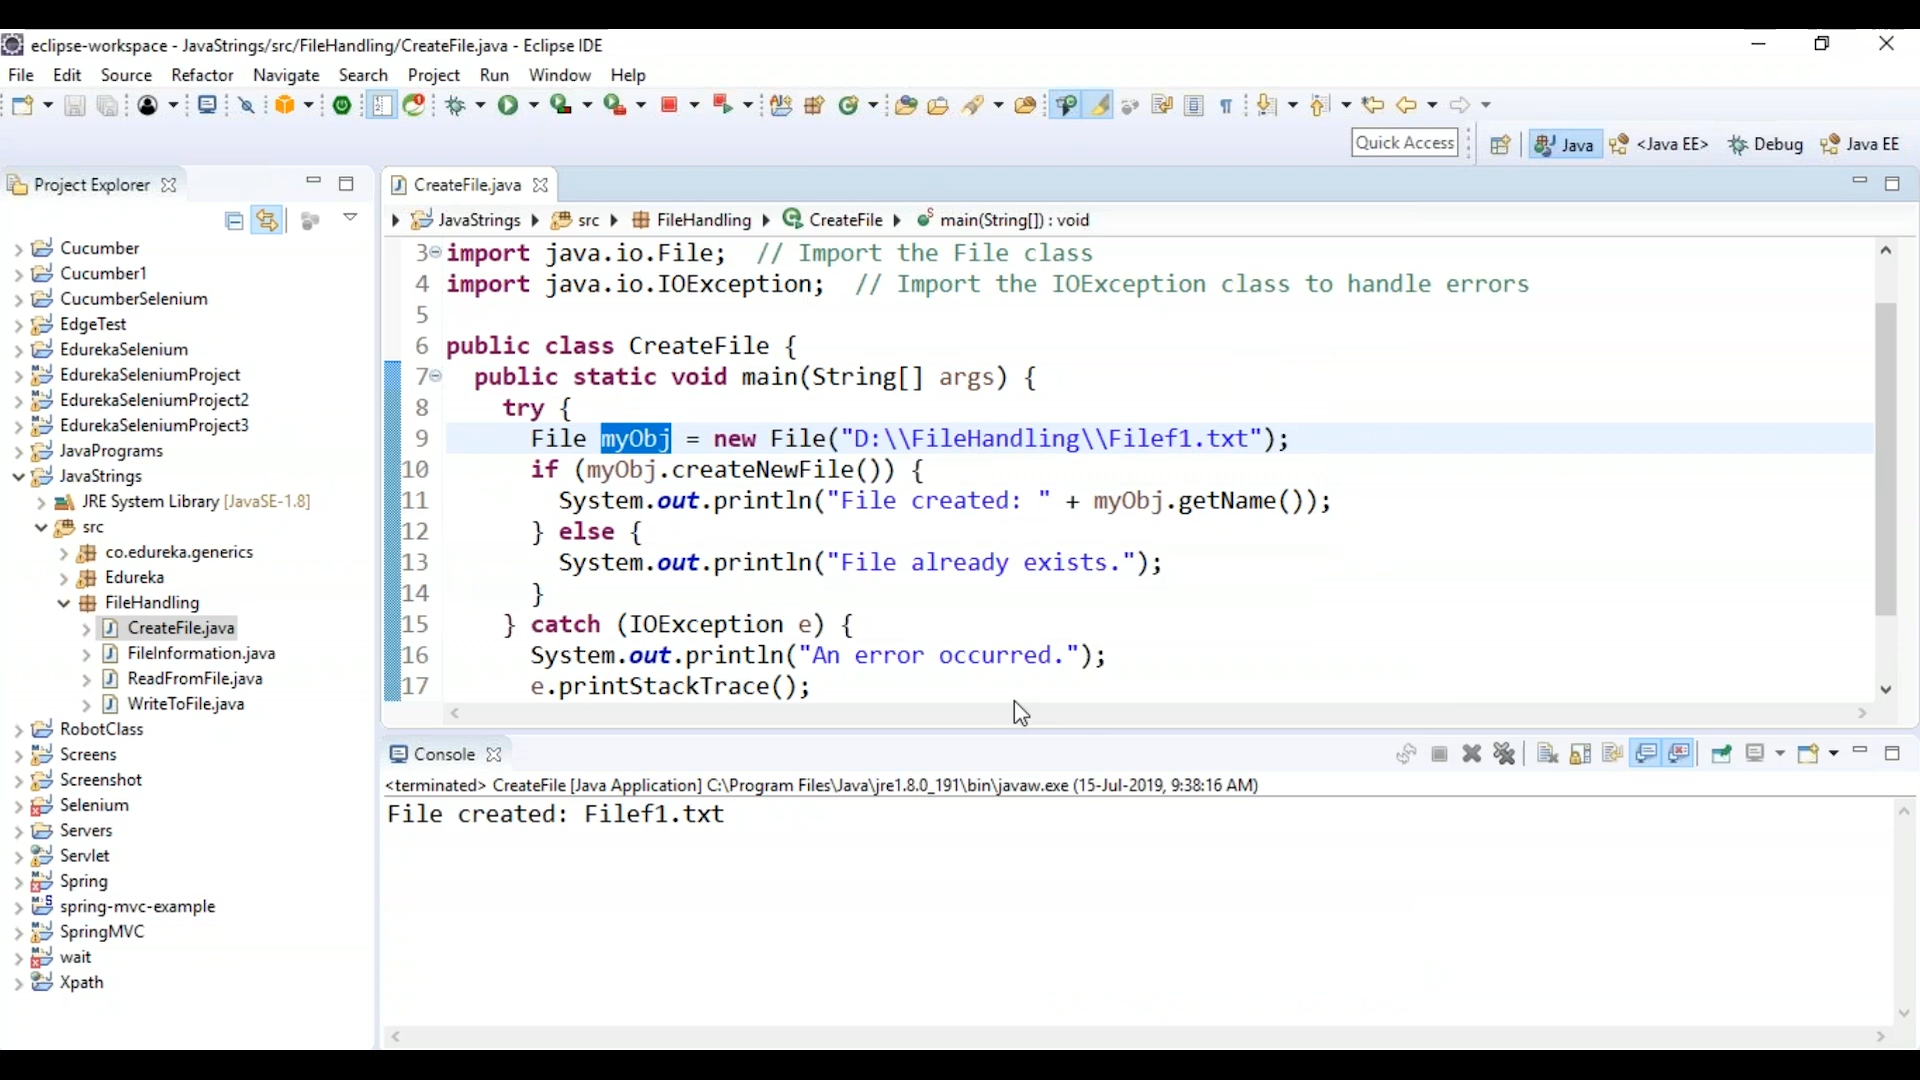 eclipse-workspace - JavaStrings/src/FileHandling/CreateFile.java - Eclipse IDE
File Edit Source Refactor Navigate Search Project Run Window Help
Quick Access Java <Java EE> Debug Java EE
Project Explorer
Cucumber
Cucumber1
CucumberSelenium
EdgeTest
EdurekaSelenium
EdurekaSeleniumProject
EdurekaSeleniumProject2
EdurekaSeleniumProject3
JavaPrograms
JavaStrings
JRE System Library [JavaSE-1.8]
src
co.edureka.generics
Edureka
FileHandling
CreateFile.java
FileInformation.java
ReadFromFile.java
WriteToFile.java
RobotClass
Screens
Screenshot
Selenium
Servers
Servlet
Spring
spring-mvc-example
SpringMVC
wait
Xpath
CreateFile.java
JavaStrings src FileHandling CreateFile main(String[]) : void
3 import java.io.File;  // Import the File class
4 import java.io.IOException;  // Import the IOException class to handle errors
5
6 public class CreateFile {
7   public static void main(String[] args) {
8     try {
9       File myObj = new File("D:\\FileHandling\\Filef1.txt");
10       if (myObj.createNewFile()) {
11         System.out.println("File created: " + myObj.getName());
12       } else {
13         System.out.println("File already exists.");
14       }
15     } catch (IOException e) {
16       System.out.println("An error occurred.");
17       e.printStackTrace();
Console
<terminated> CreateFile [Java Application] C:\Program Files\Java\jre1.8.0_191\bin\javaw.exe (15-Jul-2019, 9:38:16 AM)
File created: Filef1.txt